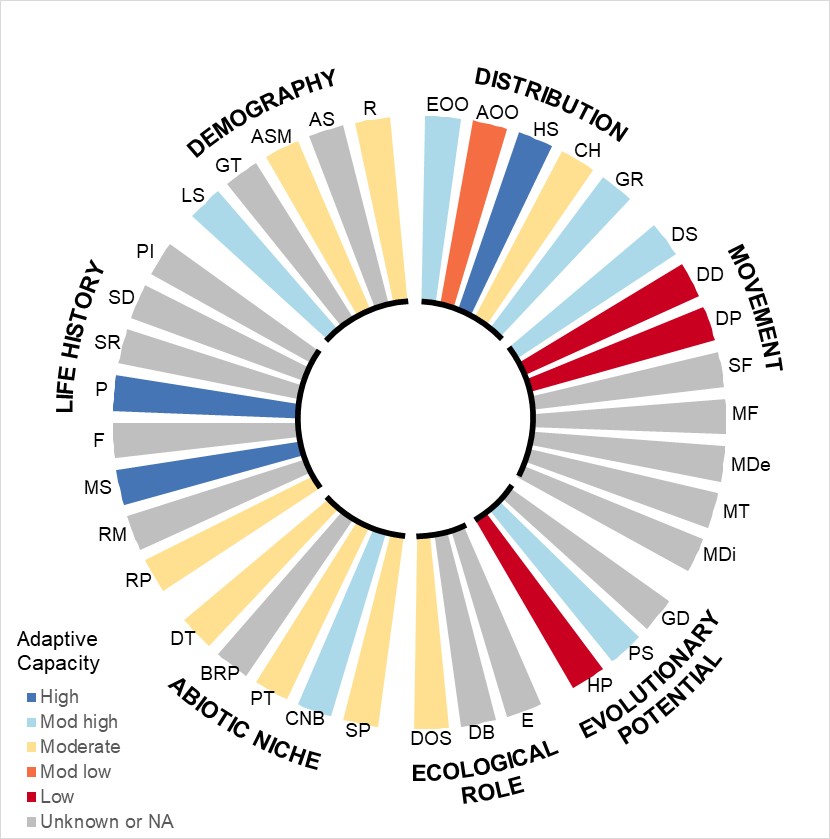 DISTRIBUTION
EOO
AOO
HS
CH
GR
MOVEMENT
DS
DD
DP
SF
MF
MDe
MT
MDi
EVOLUTIONARY
POTENTIAL
GD
PS
HP
ECOLOGICAL
ROLE
E
DB
DOS
ABIOTIC NICHE
SP
CNB
PT
BRP
DT
LIFE HISTORY
RP
RM
MS
F
P
SR
SD
PI
DEMOGRAPHY
LS
GT
ASM
AS
R
Adaptive
Capacity
High
Mod high
Moderate
Mod low
Low
Unknown or NA